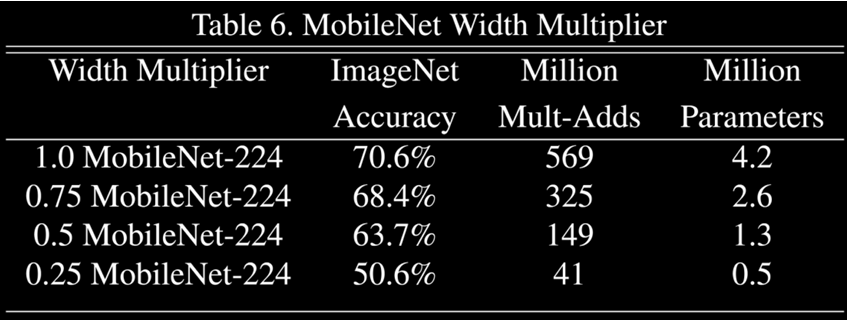 Table 6. MobileNet Width Multiplier
Width Multiplier ImageNet Million Million
Accuracy Mult-Adds Parameters
1.0 MobileNet-224 70.6% 569 4.2
0.75 MobileNet-224 68.4% 325 2.6
0.5 MobileNet-224 63.7% 149 1.3
0.25 MobileNet-224 50.6% 41 0.5